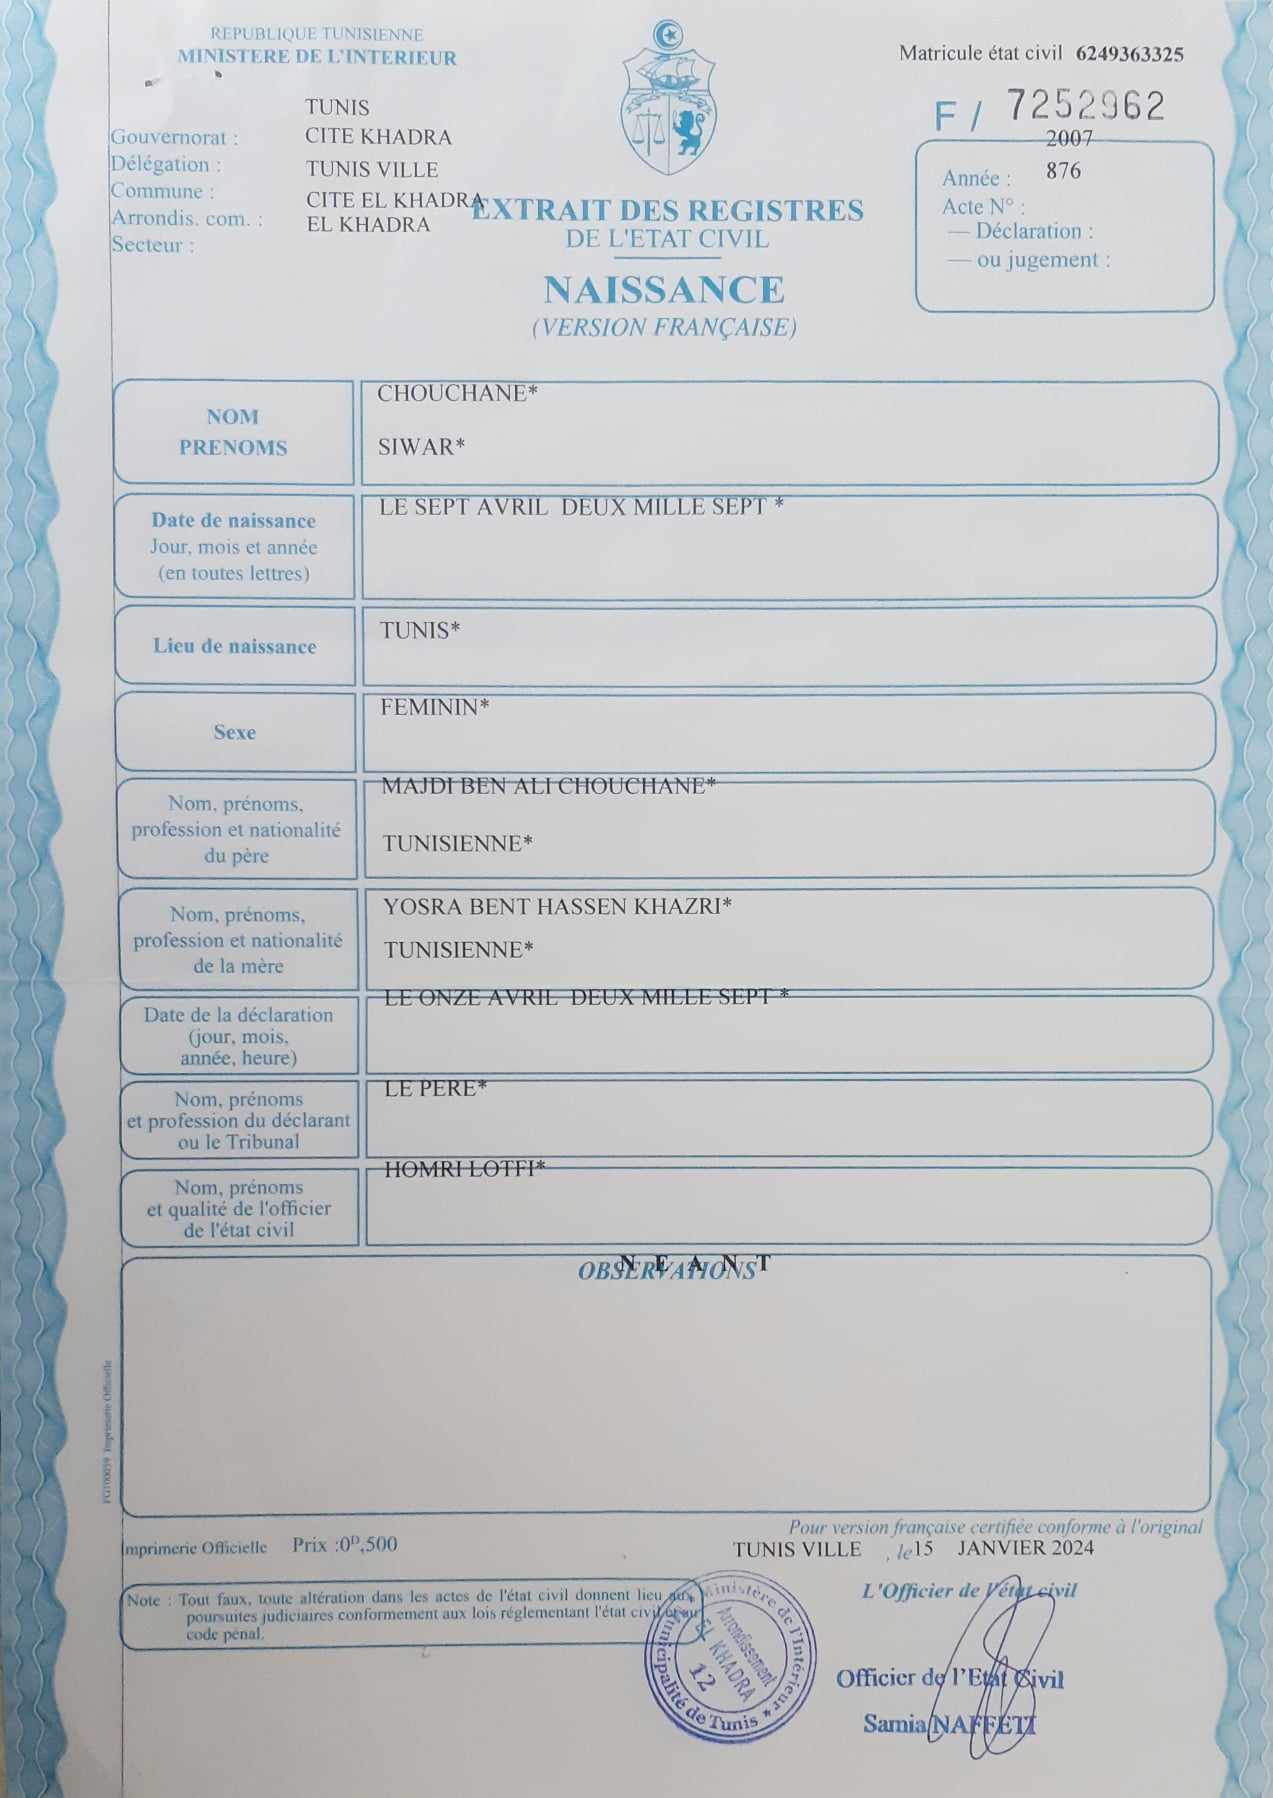 REPUBLIQUE TUNISIENNE
MINISTERE DE L'INTERIEUR
Matricule état civil 6249363325
F / 7252962
Gouvernorat : TUNIS
Délégation : CITE KHADRA
Commune : TUNIS VILLE
Arrondis. com. : CITE EL KHADRA
Secteur : EL KHADRA
2007
Année : 876
Acte N° :
— Déclaration :
— ou jugement :
EXTRAIT DES REGISTRES
DE L'ETAT CIVIL
NAISSANCE
(VERSION FRANÇAISE)
NOM CHOUCHANE*
PRENOMS SIWAR*
Date de naissance LE SEPT AVRIL DEUX MILLE SEPT *
Jour, mois et année
(en toutes lettres)
Lieu de naissance TUNIS*
Sexe FEMININ*
Nom, prénoms, MAJDI BEN ALI CHOUCHANE*
profession et nationalité TUNISIENNE*
du père
Nom, prénoms, YOSRA BENT HASSEN KHAZRI*
profession et nationalité TUNISIENNE*
de la mère
Date de la déclaration LE ONZE AVRIL DEUX MILLE SEPT *
(jour, mois,
année, heure)
Nom, prénoms LE PERE*
et profession du déclarant
ou le Tribunal
Nom, prénoms HOMRI LOTFI*
et qualité de l'officier
de l'état civil
OBSERVATIONS
N E A N T
Imprimerie Officielle
Pour version française certifiée conforme à l'original
Imprimerie Officielle Prix :0D,500
TUNIS VILLE , le 15 JANVIER 2024
L'Officier de l'état civil
Note : Tout faux, toute altération dans les actes de l'état civil donnent lieu aux
poursuites judiciaires conformement aux lois réglementant l'état civil et au
code pénal.
Ministère de l'Intérieur
Municipalité de Tunis
Arrondissement
El KHADRA
12
Officier de l'Etat Civil
Samia NAFFETI